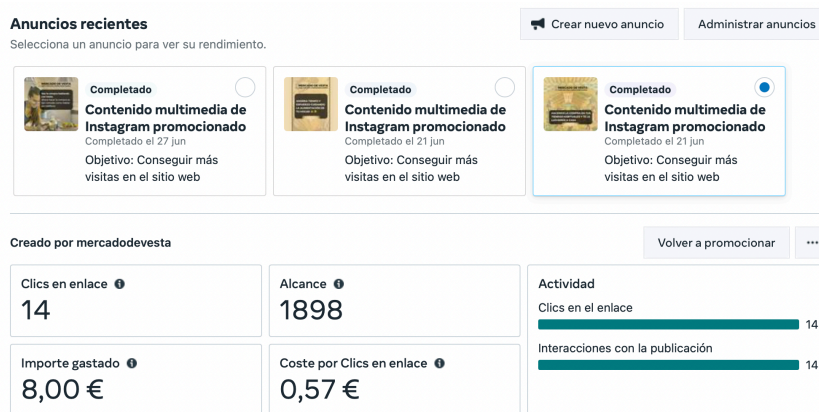 Anuncios recientes
Crear nuevo anuncio
Administrar anuncios
Selecciona un anuncio para ver su rendimiento.
Completado
Contenido multimedia de
Instagram promocionado
Completado el 27 jun
Objetivo: Conseguir más
visitas en el sitio web
Completado
Contenido multimedia de
Instagram promocionado
Completado el 21 jun
Objetivo: Conseguir más
visitas en el sitio web
Completado
Contenido multimedia de
Instagram promocionado
Completado el 21 jun
Objetivo: Conseguir más
visitas en el sitio web
Creado por mercadodevesta
Volver a promocionar
Clics en enlace
14
Alcance
1898
Importe gastado
8,00 €
Coste por Clics en enlace
0,57 €
Actividad
Clics en el enlace
14
Interacciones con la publicación
14